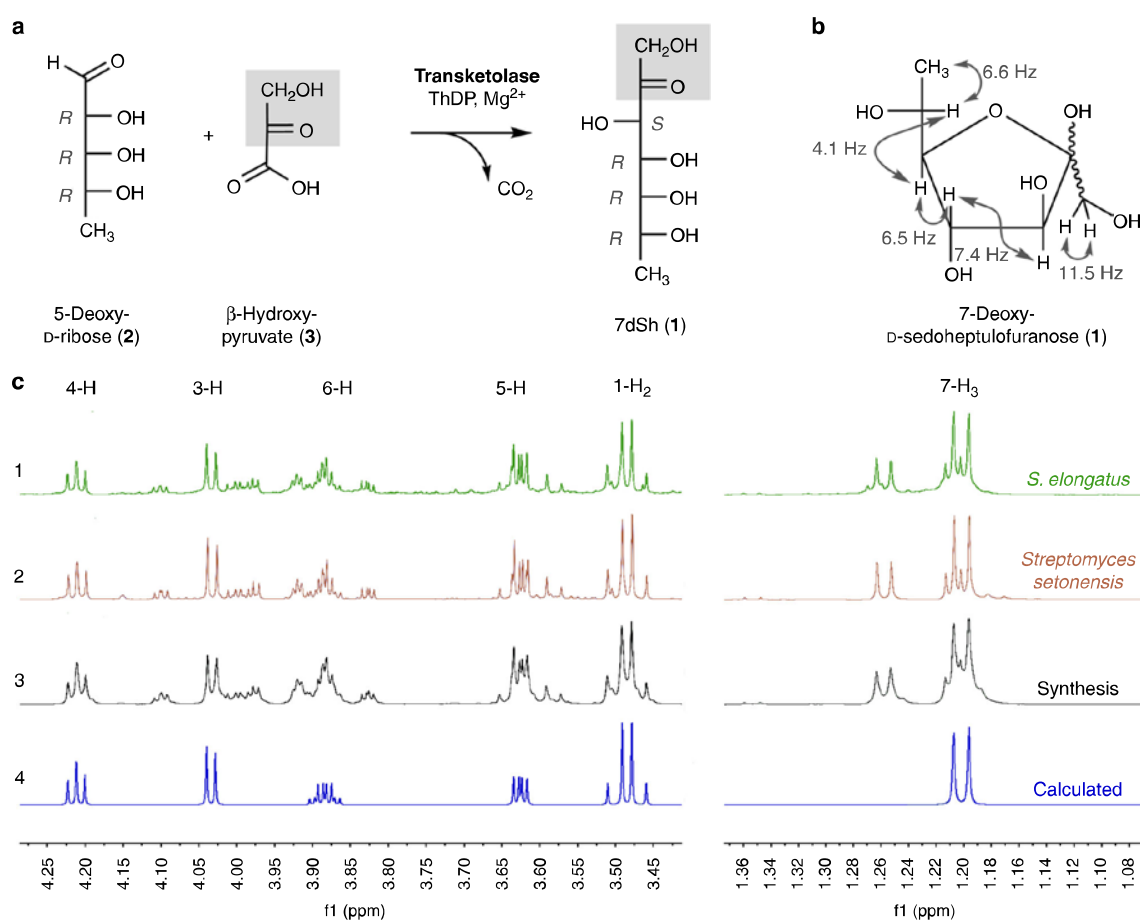 a
H
O
R
OH
R
OH
R
OH
CH3
5-Deoxy-
D-ribose (2)
+
CH2OH
O
O
OH
β-Hydroxy-
pyruvate (3)
Transketolase
ThDP, Mg2+
CO2
CH2OH
O
HO
S
R
OH
R
OH
R
OH
CH3
7dSh (1)
b
CH3
6.6 Hz
HO
H
O
OH
4.1 Hz
H
H
HO
OH
6.5 Hz
7.4 Hz
H
H
H
OH
11.5 Hz
7-Deoxy-
D-sedoheptulofuranose (1)
c
4-H
3-H
6-H
5-H
1-H2
7-H3
1
S. elongatus
2
Streptomyces
setonensis
3
Synthesis
4
Calculated
4.25 4.20 4.15 4.10 4.05 4.00 3.95 3.90 3.85 3.80 3.75 3.70 3.65 3.60 3.55 3.50 3.45
1.36 1.34 1.32 1.30 1.28 1.26 1.24 1.22 1.20 1.18 1.16 1.14 1.12 1.10 1.08
f1 (ppm)
f1 (ppm)